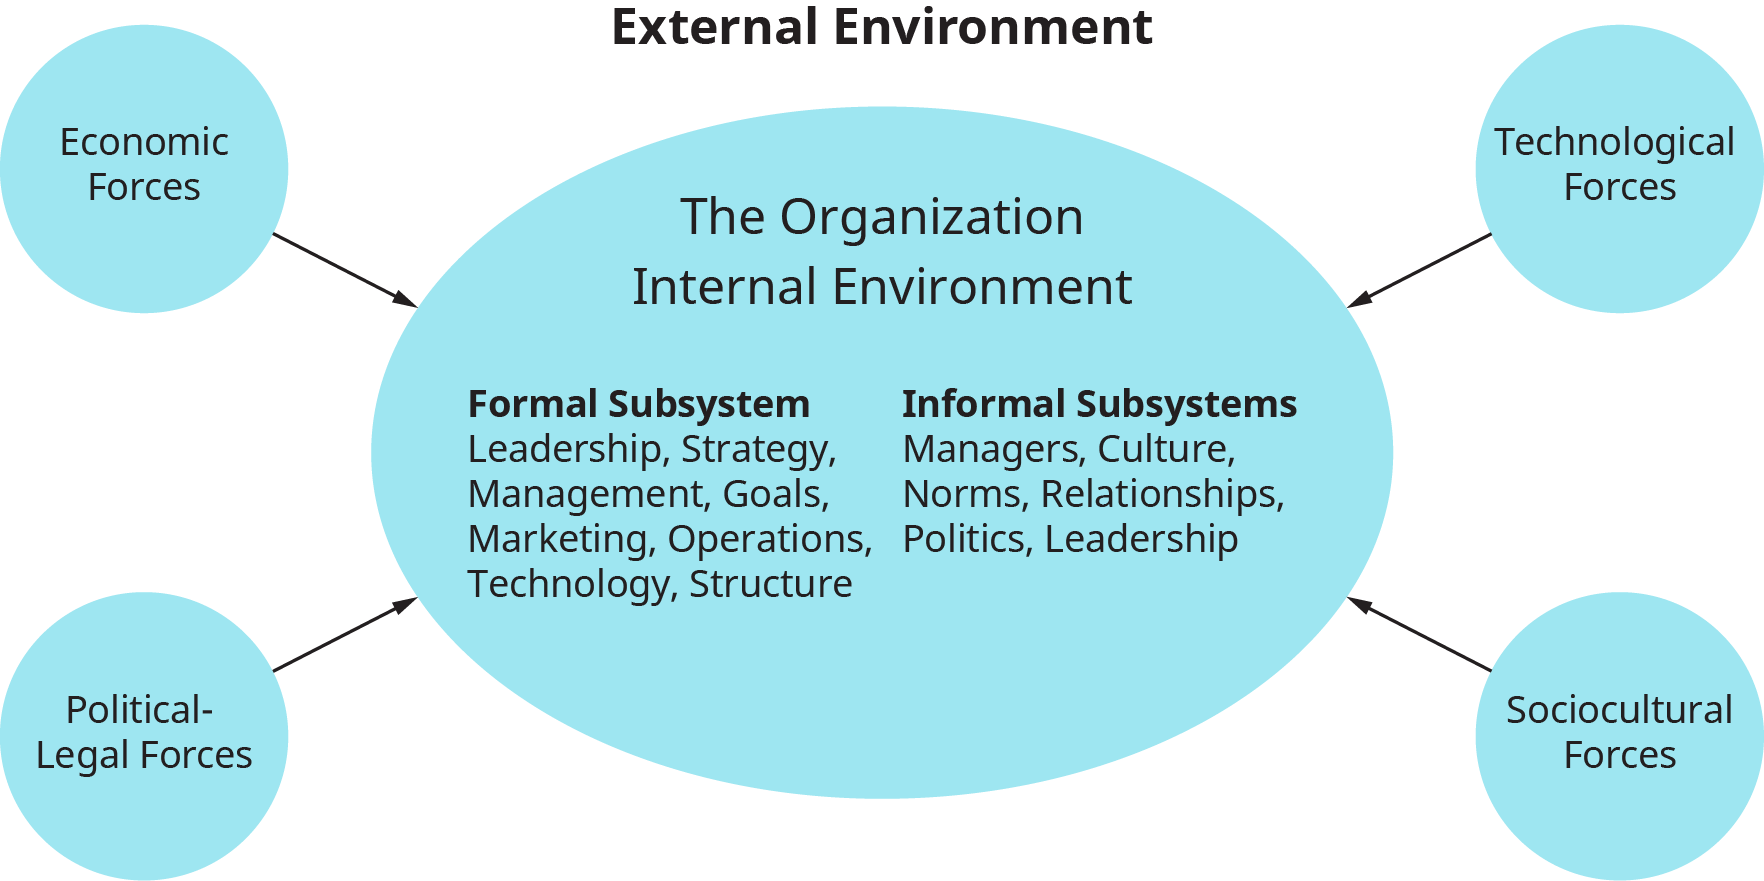 External Environment
Economic
Forces
Technological
Forces
The Organization
Internal Environment
Formal Subsystem
Leadership, Strategy,
Management, Goals,
Marketing, Operations,
Technology, Structure
Informal Subsystems
Managers, Culture,
Norms, Relationships,
Politics, Leadership
Political-
Legal Forces
Sociocultural
Forces